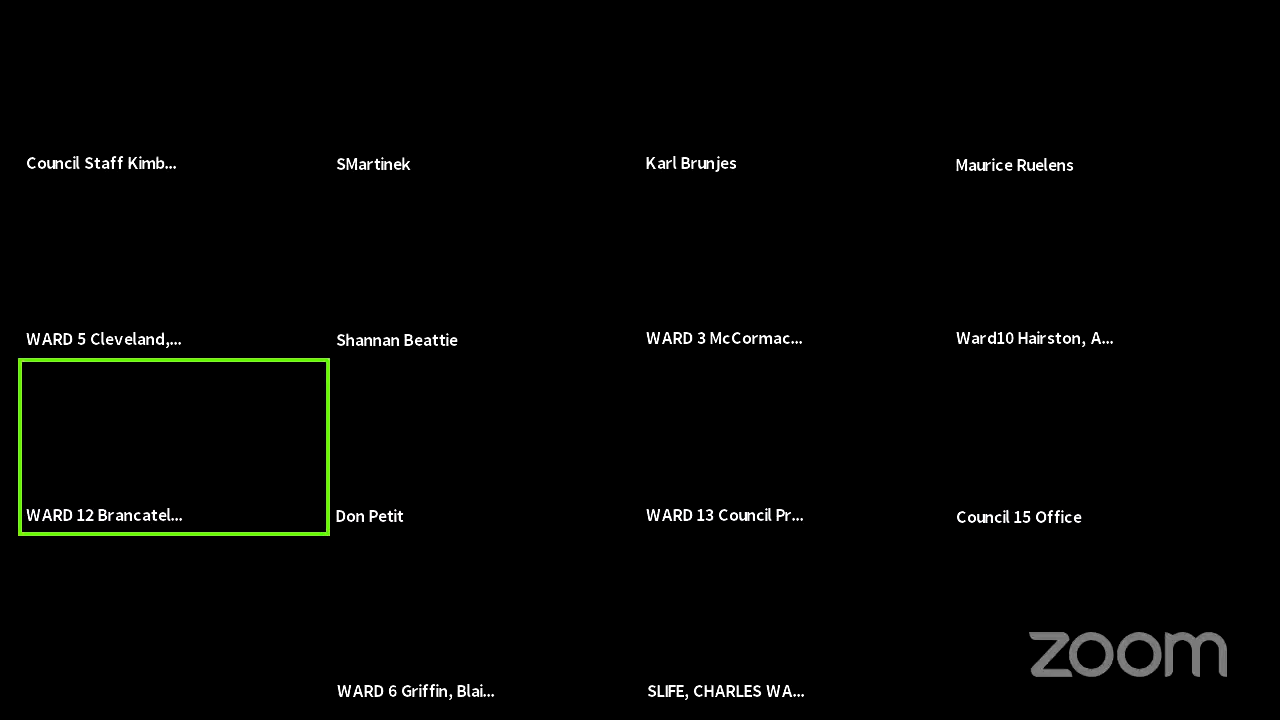 Council Staff Kimb...
SMartinek
Karl Brunjes
Maurice Ruelens
WARD 5 Cleveland,...
Shannan Beattie
WARD 3 McCormac...
Ward10 Hairston, A...
WARD 12 Brancatel...
Don Petit
WARD 13 Council Pr...
Council 15 Office
WARD 6 Griffin, Blai...
SLIFE, CHARLES WA...
zoom